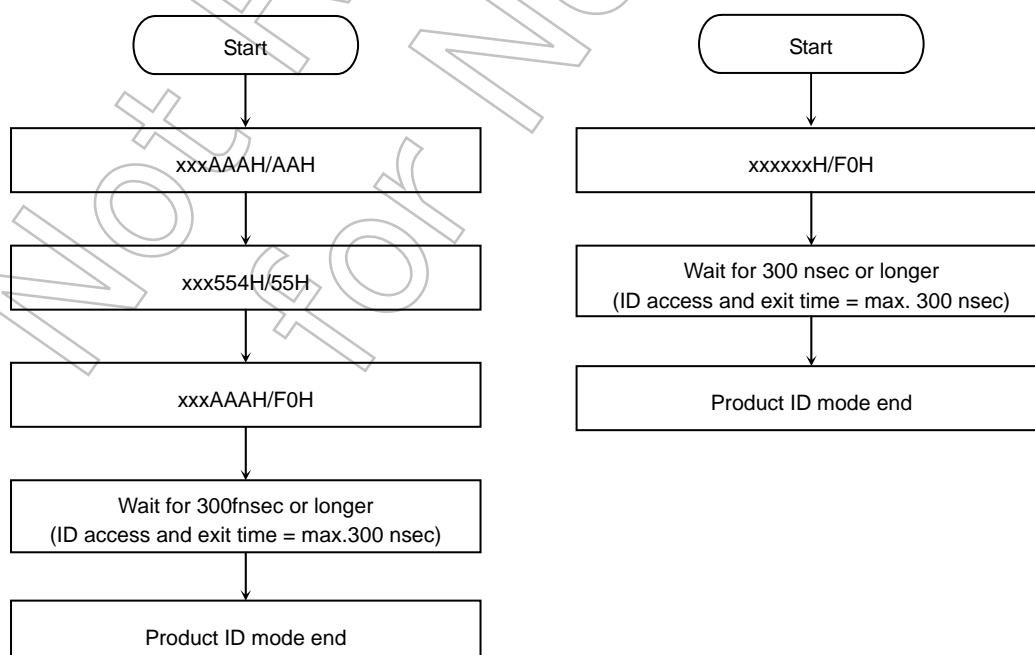 Start
xxxAAAH/AAH
xxx554H/55H
xxxAAAH/F0H
Wait for 300fnsec or longer
(ID access and exit time = max.300 nsec)
Product ID mode end
Start
xxxxxxH/F0H
Wait for 300 nsec or longer
(ID access and exit time = max. 300 nsec)
Product ID mode end
Not
for